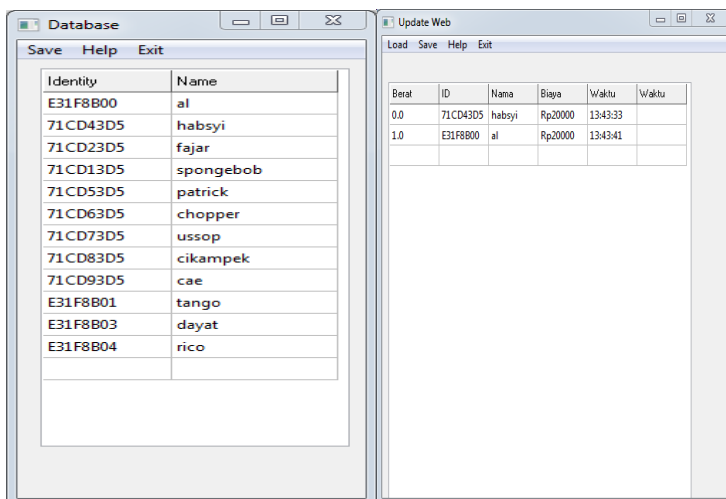 Database
Save Help Exit
Identity Name
E31F8B00 al
71CD43D5 habsyi
71CD23D5 fajar
71CD13D5 spongebob
71CD53D5 patrick
71CD63D5 chopper
71CD73D5 ussop
71CD83D5 cikampek
71CD93D5 cae
E31F8B01 tango
E31F8B03 dayat
E31F8B04 rico
Update Web
Load Save Help Exit
Berat ID Nama Biaya Waktu Waktu
0.0 71CD43D5 habsyi Rp20000 13:43:33
1.0 E31F8B00 al Rp20000 13:43:41